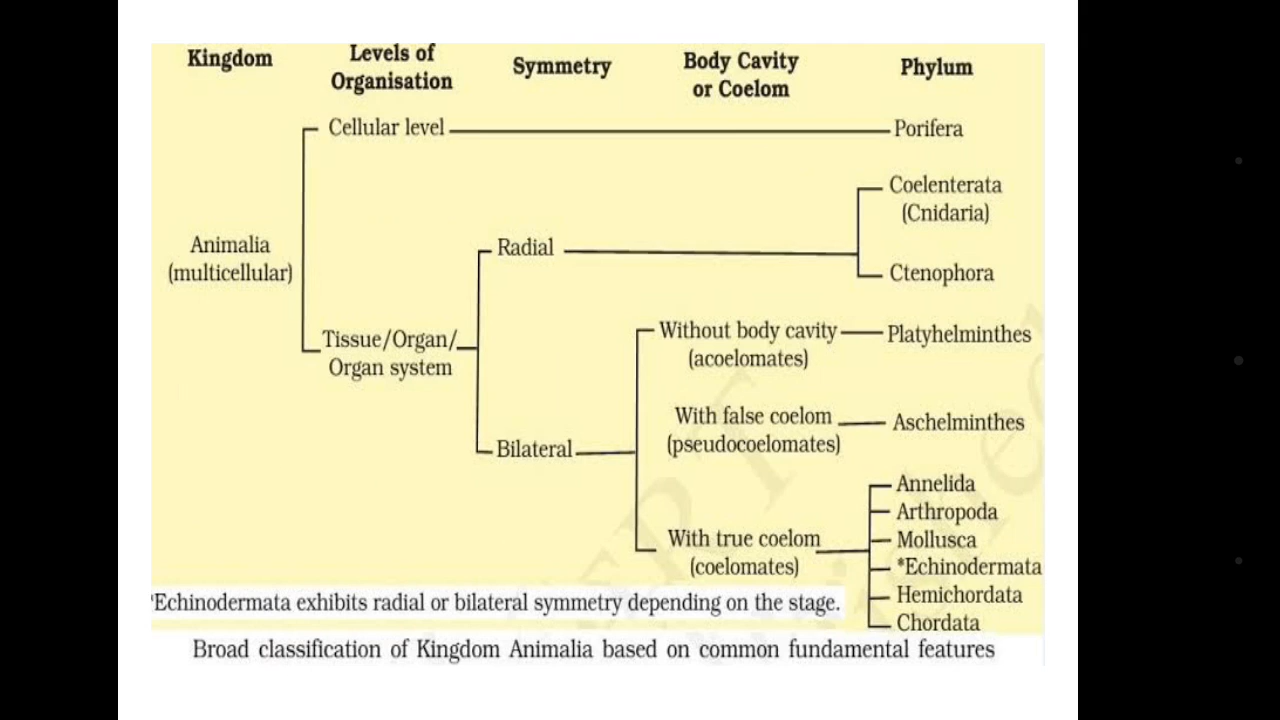 Kingdom
Levels of
Organisation
Symmetry
Body Cavity
or Coelom
Phylum
Cellular level
Porifera
Coelenterata
(Cnidaria)
Animalia
(multicellular)
Radial
Ctenophora
Tissue/Organ/
Organ system
Without body cavity
(acoelomates)
Platyhelminthes
With false coelom
(pseudocoelomates)
Aschelminthes
Bilateral
With true coelom
(coelomates)
Annelida
Arthropoda
Mollusca
*Echinodermata
Hemichordata
Chordata
*Echinodermata exhibits radial or bilateral symmetry depending on the stage.
Broad classification of Kingdom Animalia based on common fundamental features